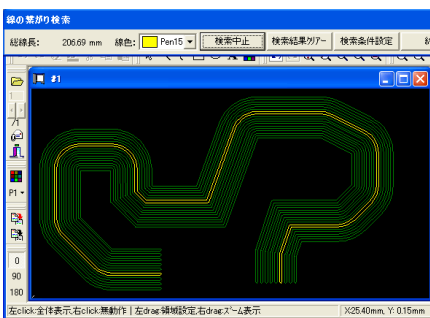 線の繋がり検索
総線長: 206.69 mm 線色: Pen15 検索中止 検索結果クリアー 検索条件設定
#1
/1
P1
0
90
180
左click:全体表示,右click:無動作 | 左drag:領域設定,右drag:ズーム表示 X:25.40mm, Y: 0.15mm